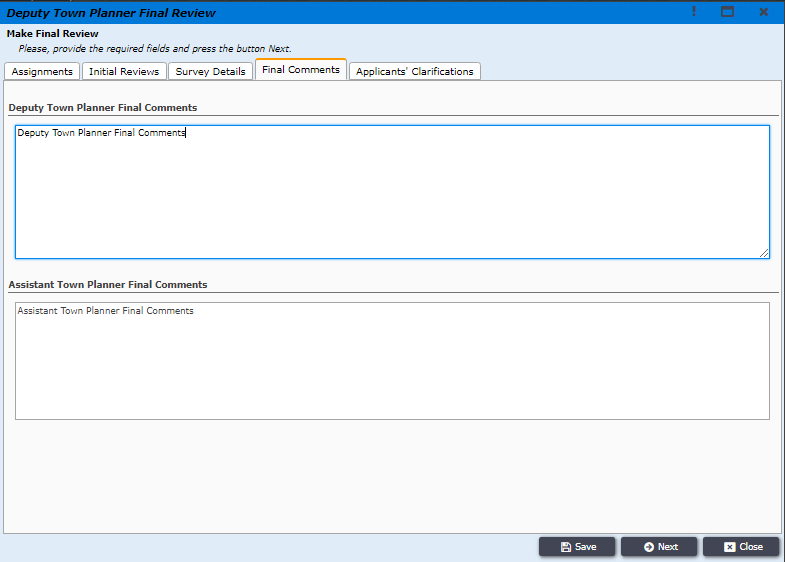 Deputy Town Planner Final Review
Make Final Review
Please, provide the required fields and press the button Next.
Assignments Initial Reviews Survey Details Final Comments Applicants' Clarifications
Deputy Town Planner Final Comments
Deputy Town Planner Final Comments
Assistant Town Planner Final Comments
Assistant Town Planner Final Comments
Save Next Close